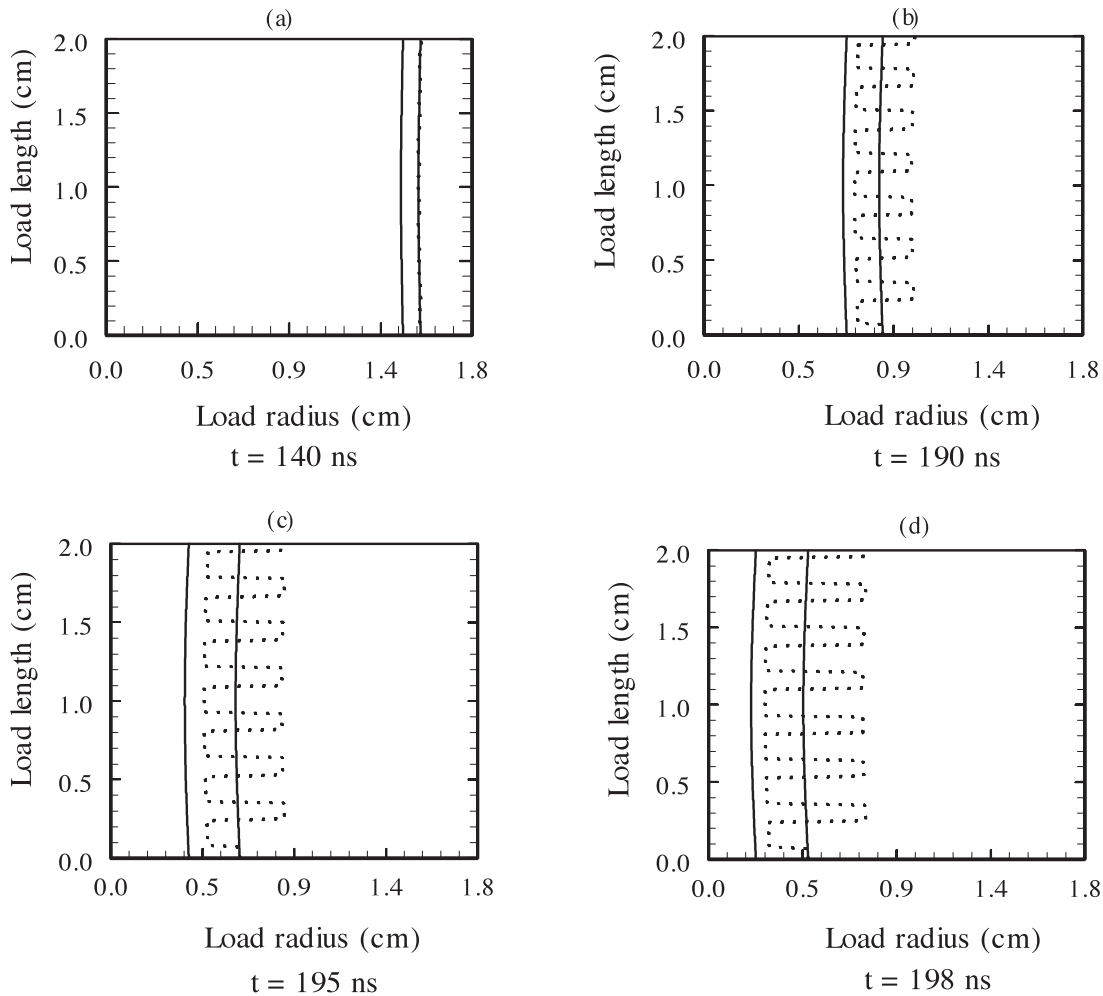 (a)
2.0
1.5
1.0
0.5
0.0
Load length (cm)
0.0 0.5 0.9 1.4 1.8
Load radius (cm)
t = 140 ns
(b)
2.0
1.5
1.0
0.5
0.0
Load length (cm)
0.0 0.5 0.9 1.4 1.8
Load radius (cm)
t = 190 ns
(c)
2.0
1.5
1.0
0.5
0.0
Load length (cm)
0.0 0.5 0.9 1.4 1.8
Load radius (cm)
t = 195 ns
(d)
2.0
1.5
1.0
0.5
0.0
Load length (cm)
0.0 0.5 0.9 1.4 1.8
Load radius (cm)
t = 198 ns